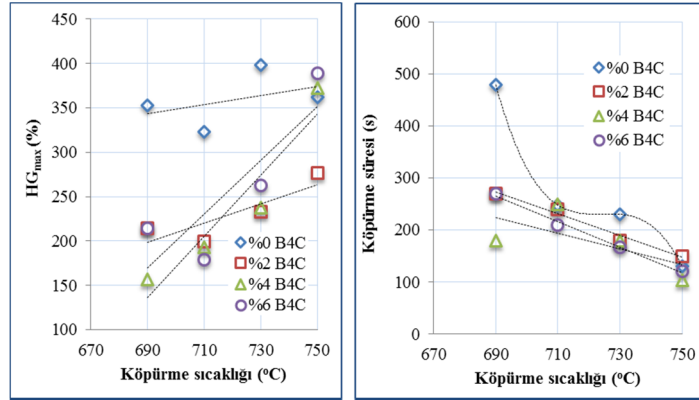 450
400
350
300
250
200
150
100
HGmax (%)
670 690 710 730 750
Köpürme sıcaklığı (ºC)
%0 B4C
%2 B4C
%4 B4C
%6 B4C
600
500
400
300
200
100
0
Köpürme süresi (s)
670 690 710 730 750
Köpürme sıcaklığı (ºC)
%0 B4C
%2 B4C
%4 B4C
%6 B4C